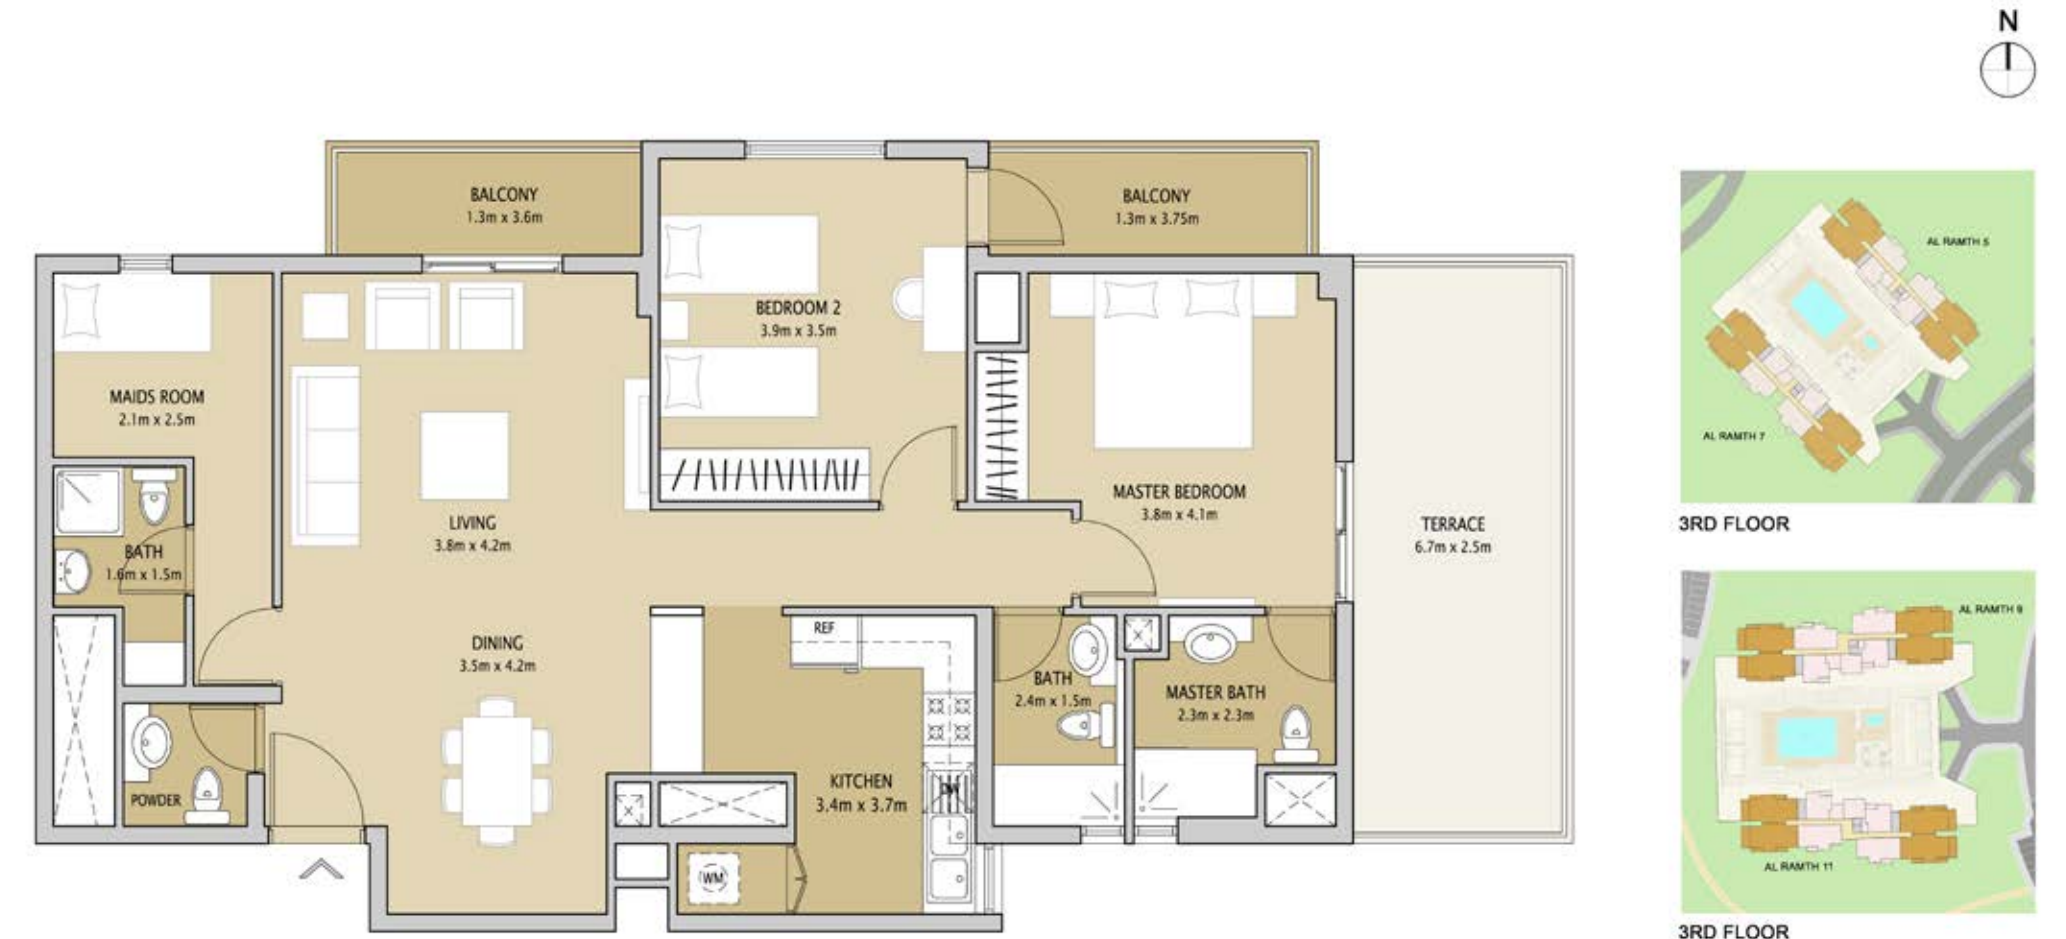 N
BALCONY
1.3m x 3.6m
BALCONY
1.3m x 3.75m
BEDROOM 2
3.9m x 3.5m
MAIDS ROOM
2.1m x 2.5m
MASTER BEDROOM
3.8m x 4.1m
LIVING
3.8m x 4.2m
TERRACE
6.7m x 2.5m
BATH
1.6m x 1.5m
DINING
3.5m x 4.2m
REF
BATH
2.4m x 1.5m
MASTER BATH
2.3m x 2.3m
POWDER
KITCHEN
3.4m x 3.7m
DW
WM
AL RAMTH 5
AL RAMTH 7
3RD FLOOR
AL RAMTH 9
AL RAMTH 11
3RD FLOOR